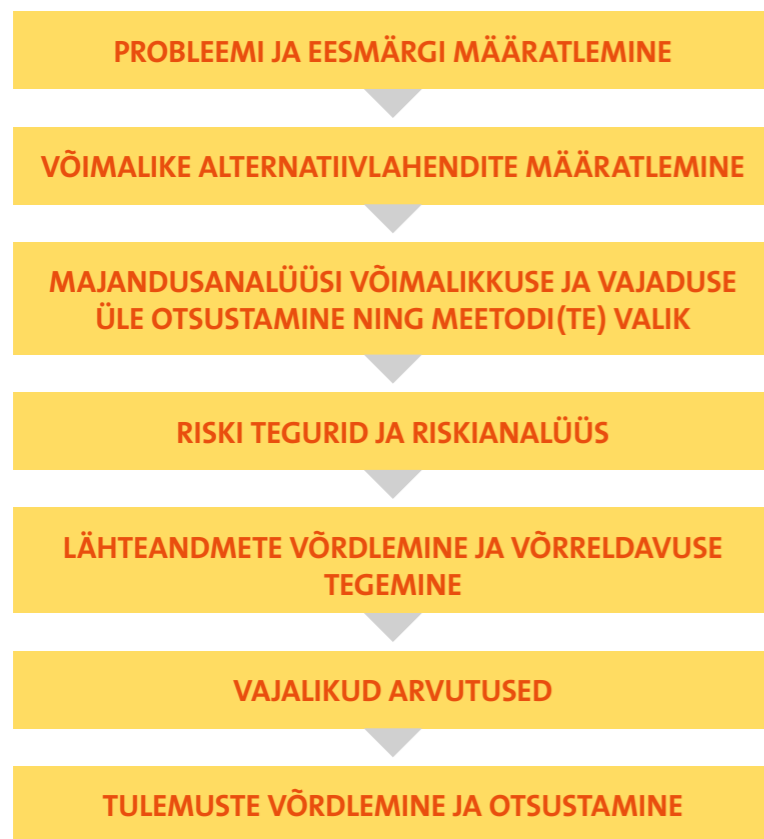 PROBLEEMI JA EESMÄRGI MÄÄRATLEMINE
VÕIMALIKE ALTERNATIIVLAHENDITE MÄÄRATLEMINE
MAJANDUSANALÜÜSI VÕIMALIKKUSE JA VAJADUSE
ÜLE OTSUSTAMINE NING MEETODI(TE) VALIK
RISKI TEGURID JA RISKIANALÜÜS
LÄHTEANDMETE VÕRDLEMINE JA VÕRRELDAVUSE
TEGEMINE
VAJALIKUD ARVUTUSED
TULEMUSTE VÕRDLEMINE JA OTSUSTAMINE